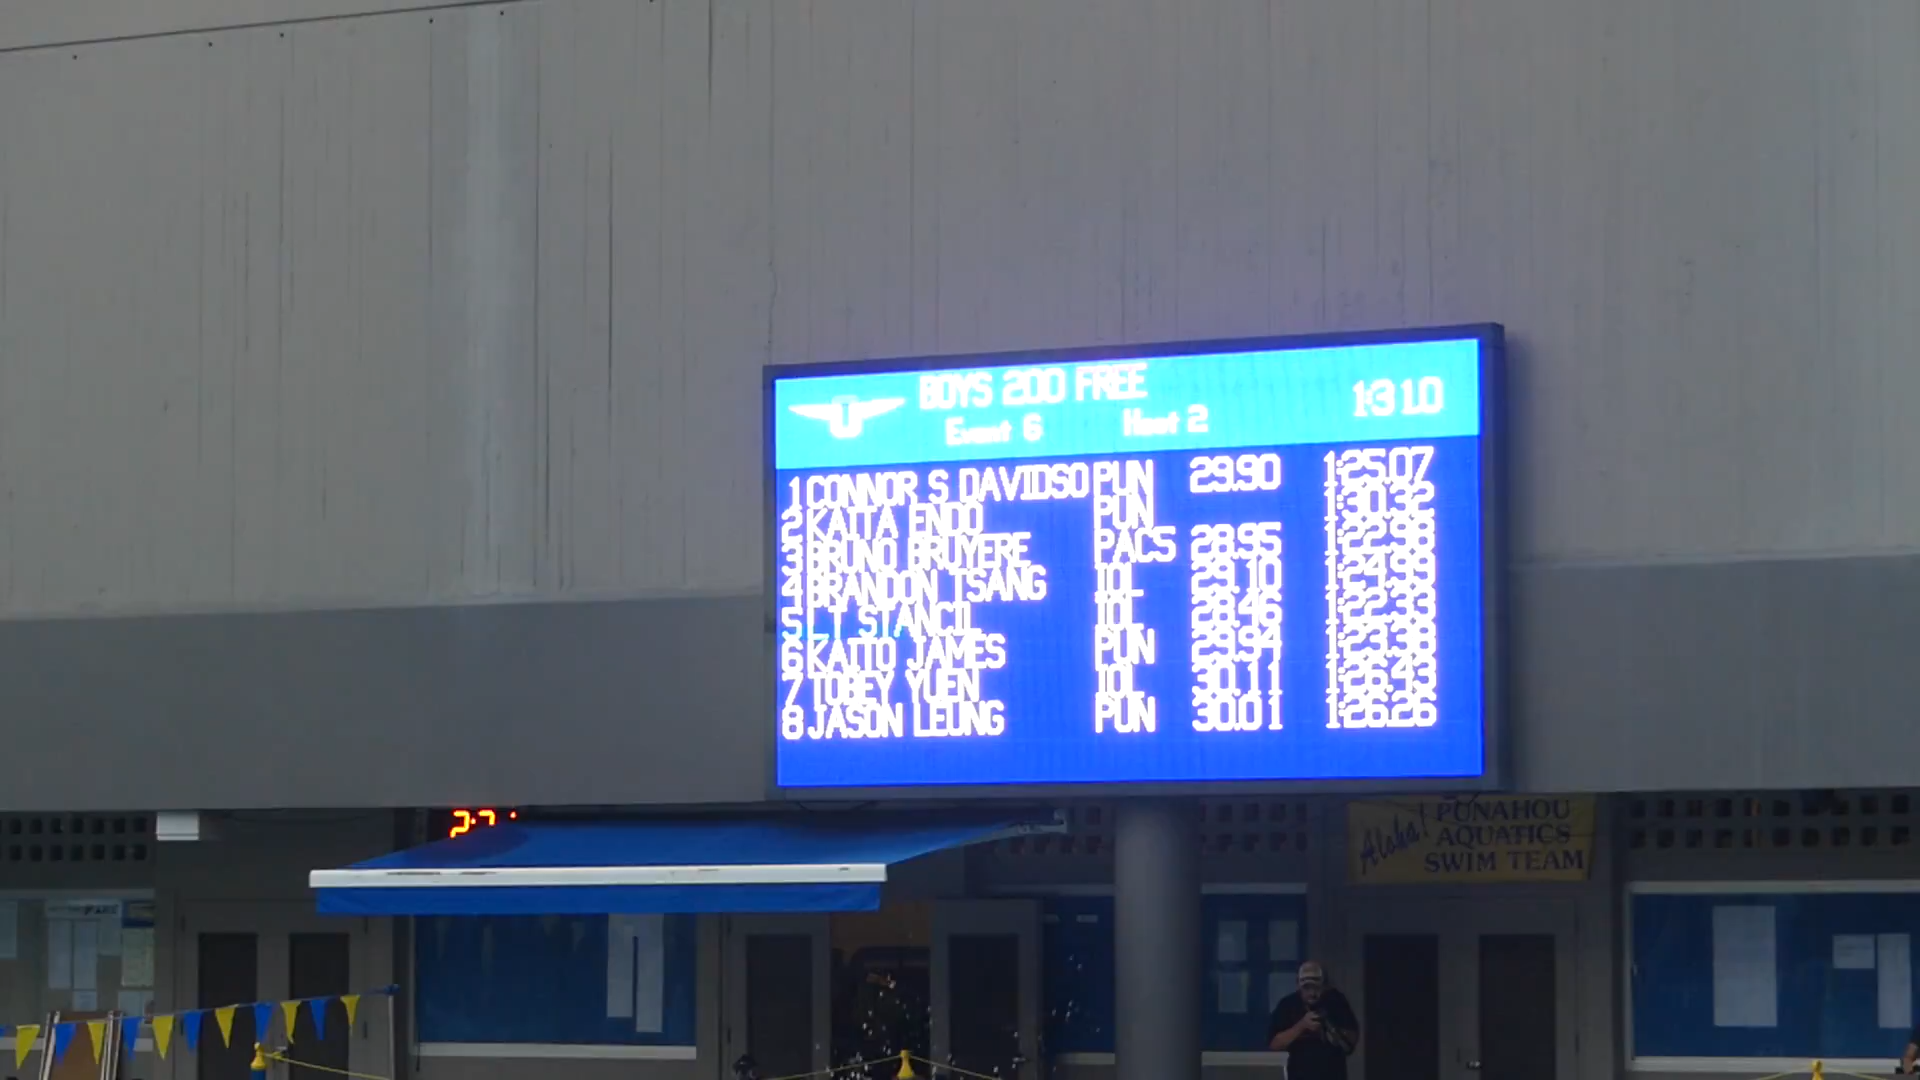 BOYS 200 FREE
Event 6 Heat 2
1:31.0
1 CONNOR S DAVIDSO PUN 29.90 1:25.07
2 KAITA ENDO PUN 1:30.32
3 BRUNO BRUYERE PACS 28.95 1:22.98
4 BRANDON TSANG IOL 29.10 1:24.99
5 LT STANCIL IOL 28.46 1:22.33
6 KAITO JAMES PUN 29.94 1:23.38
7 TOBEY YUEN IOL 30.11 1:26.43
8 JASON LEUNG PUN 30.01 1:26.26
Aloha!
PUNAHOU
AQUATICS
SWIM TEAM